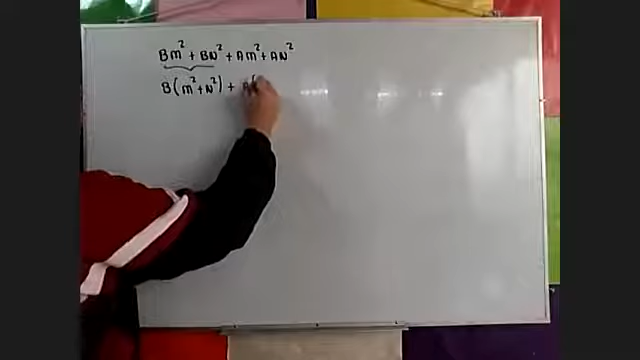 Bm² + BN² + Am² + AN²
B(m² + N²) + A(